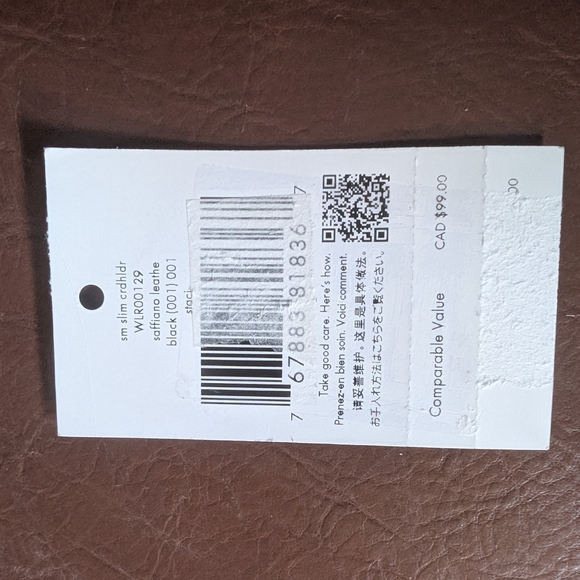 sm slim crdhldr
WLR00129
saffiano leathe
black (001) 001
7 67883 81836 7
Take good care. Here's how.
Prenez-en bien soin. Voici comment.
请妥善维护。这里是具体做法。
お手入れ方法はこちらをご覧ください。
Comparable Value CAD $99.00